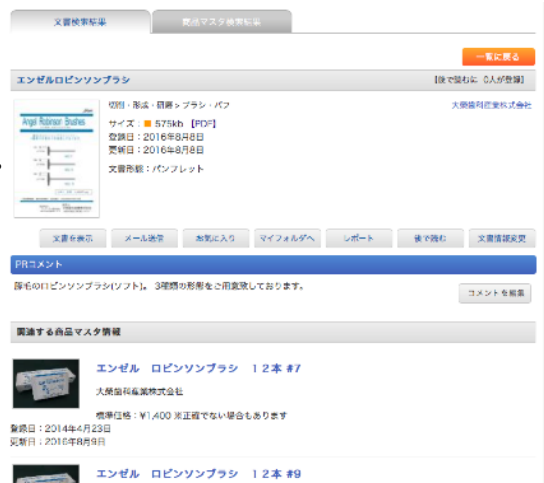 文書検索結果
商品マスタ検索結果
一覧に戻る
エンゼルロビンソンブラシ
【後で読むに 0人が登録】
切削・形成・研磨 > ブラシ・バフ
大榮歯科産業株式会社
Angel Robinson Brushes
サイズ: 575kb 【PDF】
登録日:2016年8月8日
更新日:2016年8月8日
文書形態:パンフレット
文書を表示
メール送信
お気に入り
マイフォルダへ
レポート
後で読む
文書情報変更
PRコメント
豚毛のロビンソンブラシ(ソフト)。 3種類の形態をご用意致しております。
コメントを編集
関連する商品マスタ情報
エンゼル ロビンソンブラシ 12本 #7
大榮歯科産業株式会社
標準価格:¥1,400 ※正確でない場合もあります
登録日:2014年4月23日
更新日:2016年8月9日
エンゼル ロビンソンブラシ 12本 #9